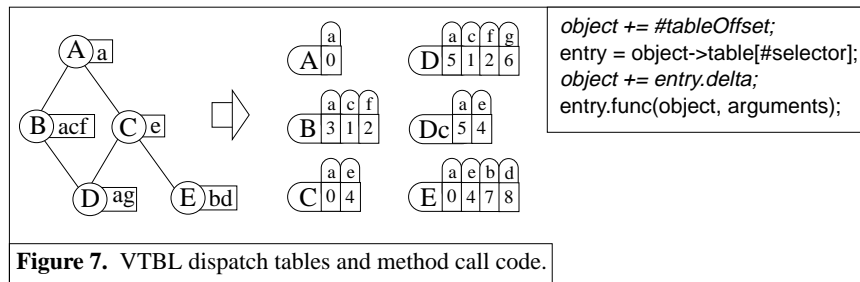 A a
B acf
C e
D ag
E bd
a
A 0
a c f g
D 5 1 2 6
a c f
B 3 1 2
a e
Dc 5 4
a e
C 0 4
a e b d
E 0 4 7 8
object += #tableOffset;
entry = object->table[#selector];
object += entry.delta;
entry.func(object, arguments);
Figure 7. VTBL dispatch tables and method call code.